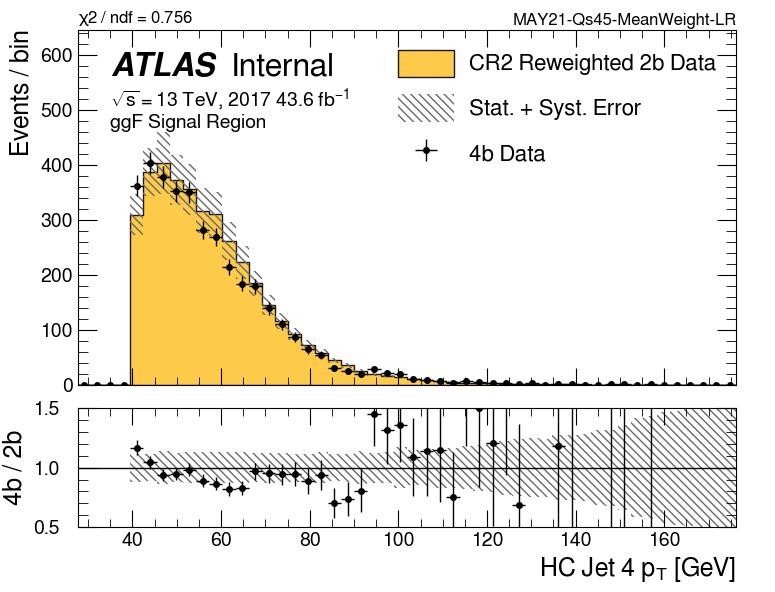 χ² / ndf = 0.756
MAY21-Qs45-MeanWeight-LR
Events / bin
600
500
400
300
200
100
0
ATLAS Internal
√s = 13 TeV, 2017 43.6 fb⁻¹
ggF Signal Region
CR2 Reweighted 2b Data
Stat. + Syst. Error
4b Data
4b / 2b
1.5
1.0
0.5
40 60 80 100 120 140 160
HC Jet 4 p_T [GeV]